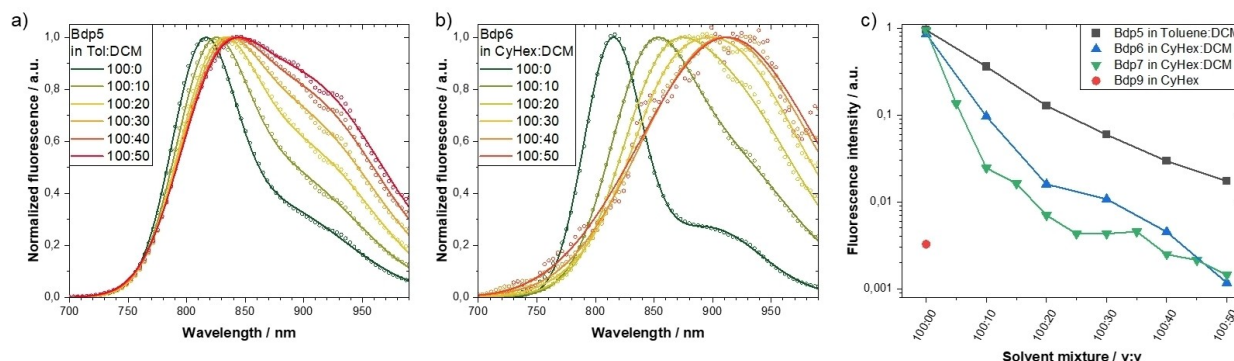 a)
Normalized fluorescence / a.u.
1,0
0,8
0,6
0,4
0,2
0,0
Bdp5
in Tol:DCM
100:0
100:10
100:20
100:30
100:40
100:50
700 750 800 850 900 950
Wavelength / nm
b)
Normalized fluorescence / a.u.
1,0
0,8
0,6
0,4
0,2
0,0
Bdp6
in CyHex:DCM
100:0
100:10
100:20
100:30
100:40
100:50
700 750 800 850 900 950
Wavelength / nm
c)
Fluorescence intensity / a.u.
1
0,1
0,01
0,001
Bdp5 in Toluene:DCM
Bdp6 in CyHex:DCM
Bdp7 in CyHex:DCM
Bdp9 in CyHex
100:00 100:10 100:20 100:30 100:40 100:50
Solvent mixture / v:v